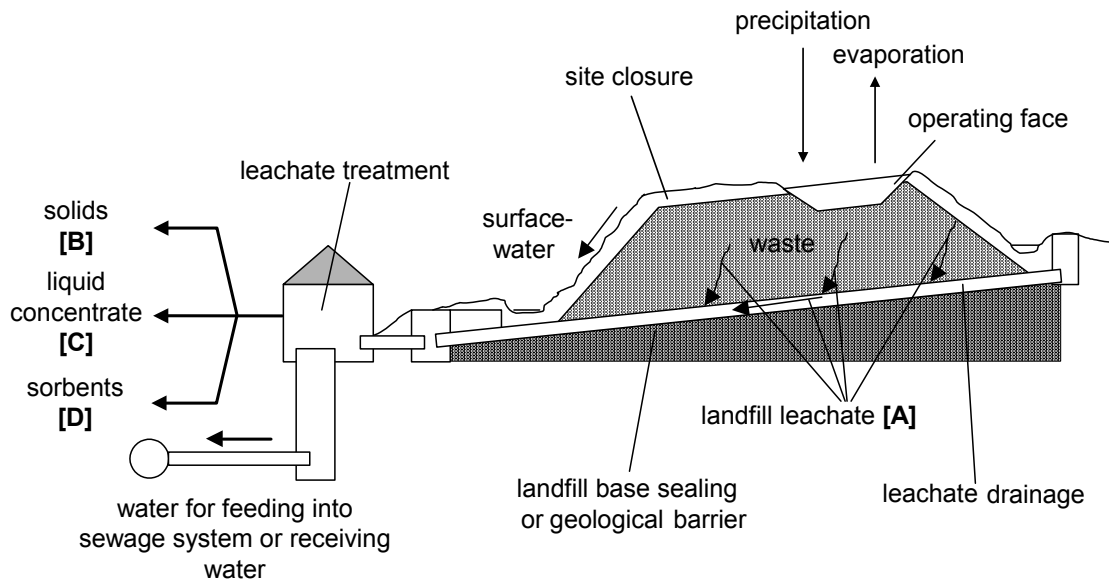 precipitation
evaporation
site closure
operating face
leachate treatment
solids
[B]
surface-
water
waste
liquid
concentrate
[C]
sorbents
[D]
landfill leachate [A]
landfill base sealing
or geological barrier
leachate drainage
water for feeding into
sewage system or receiving
water